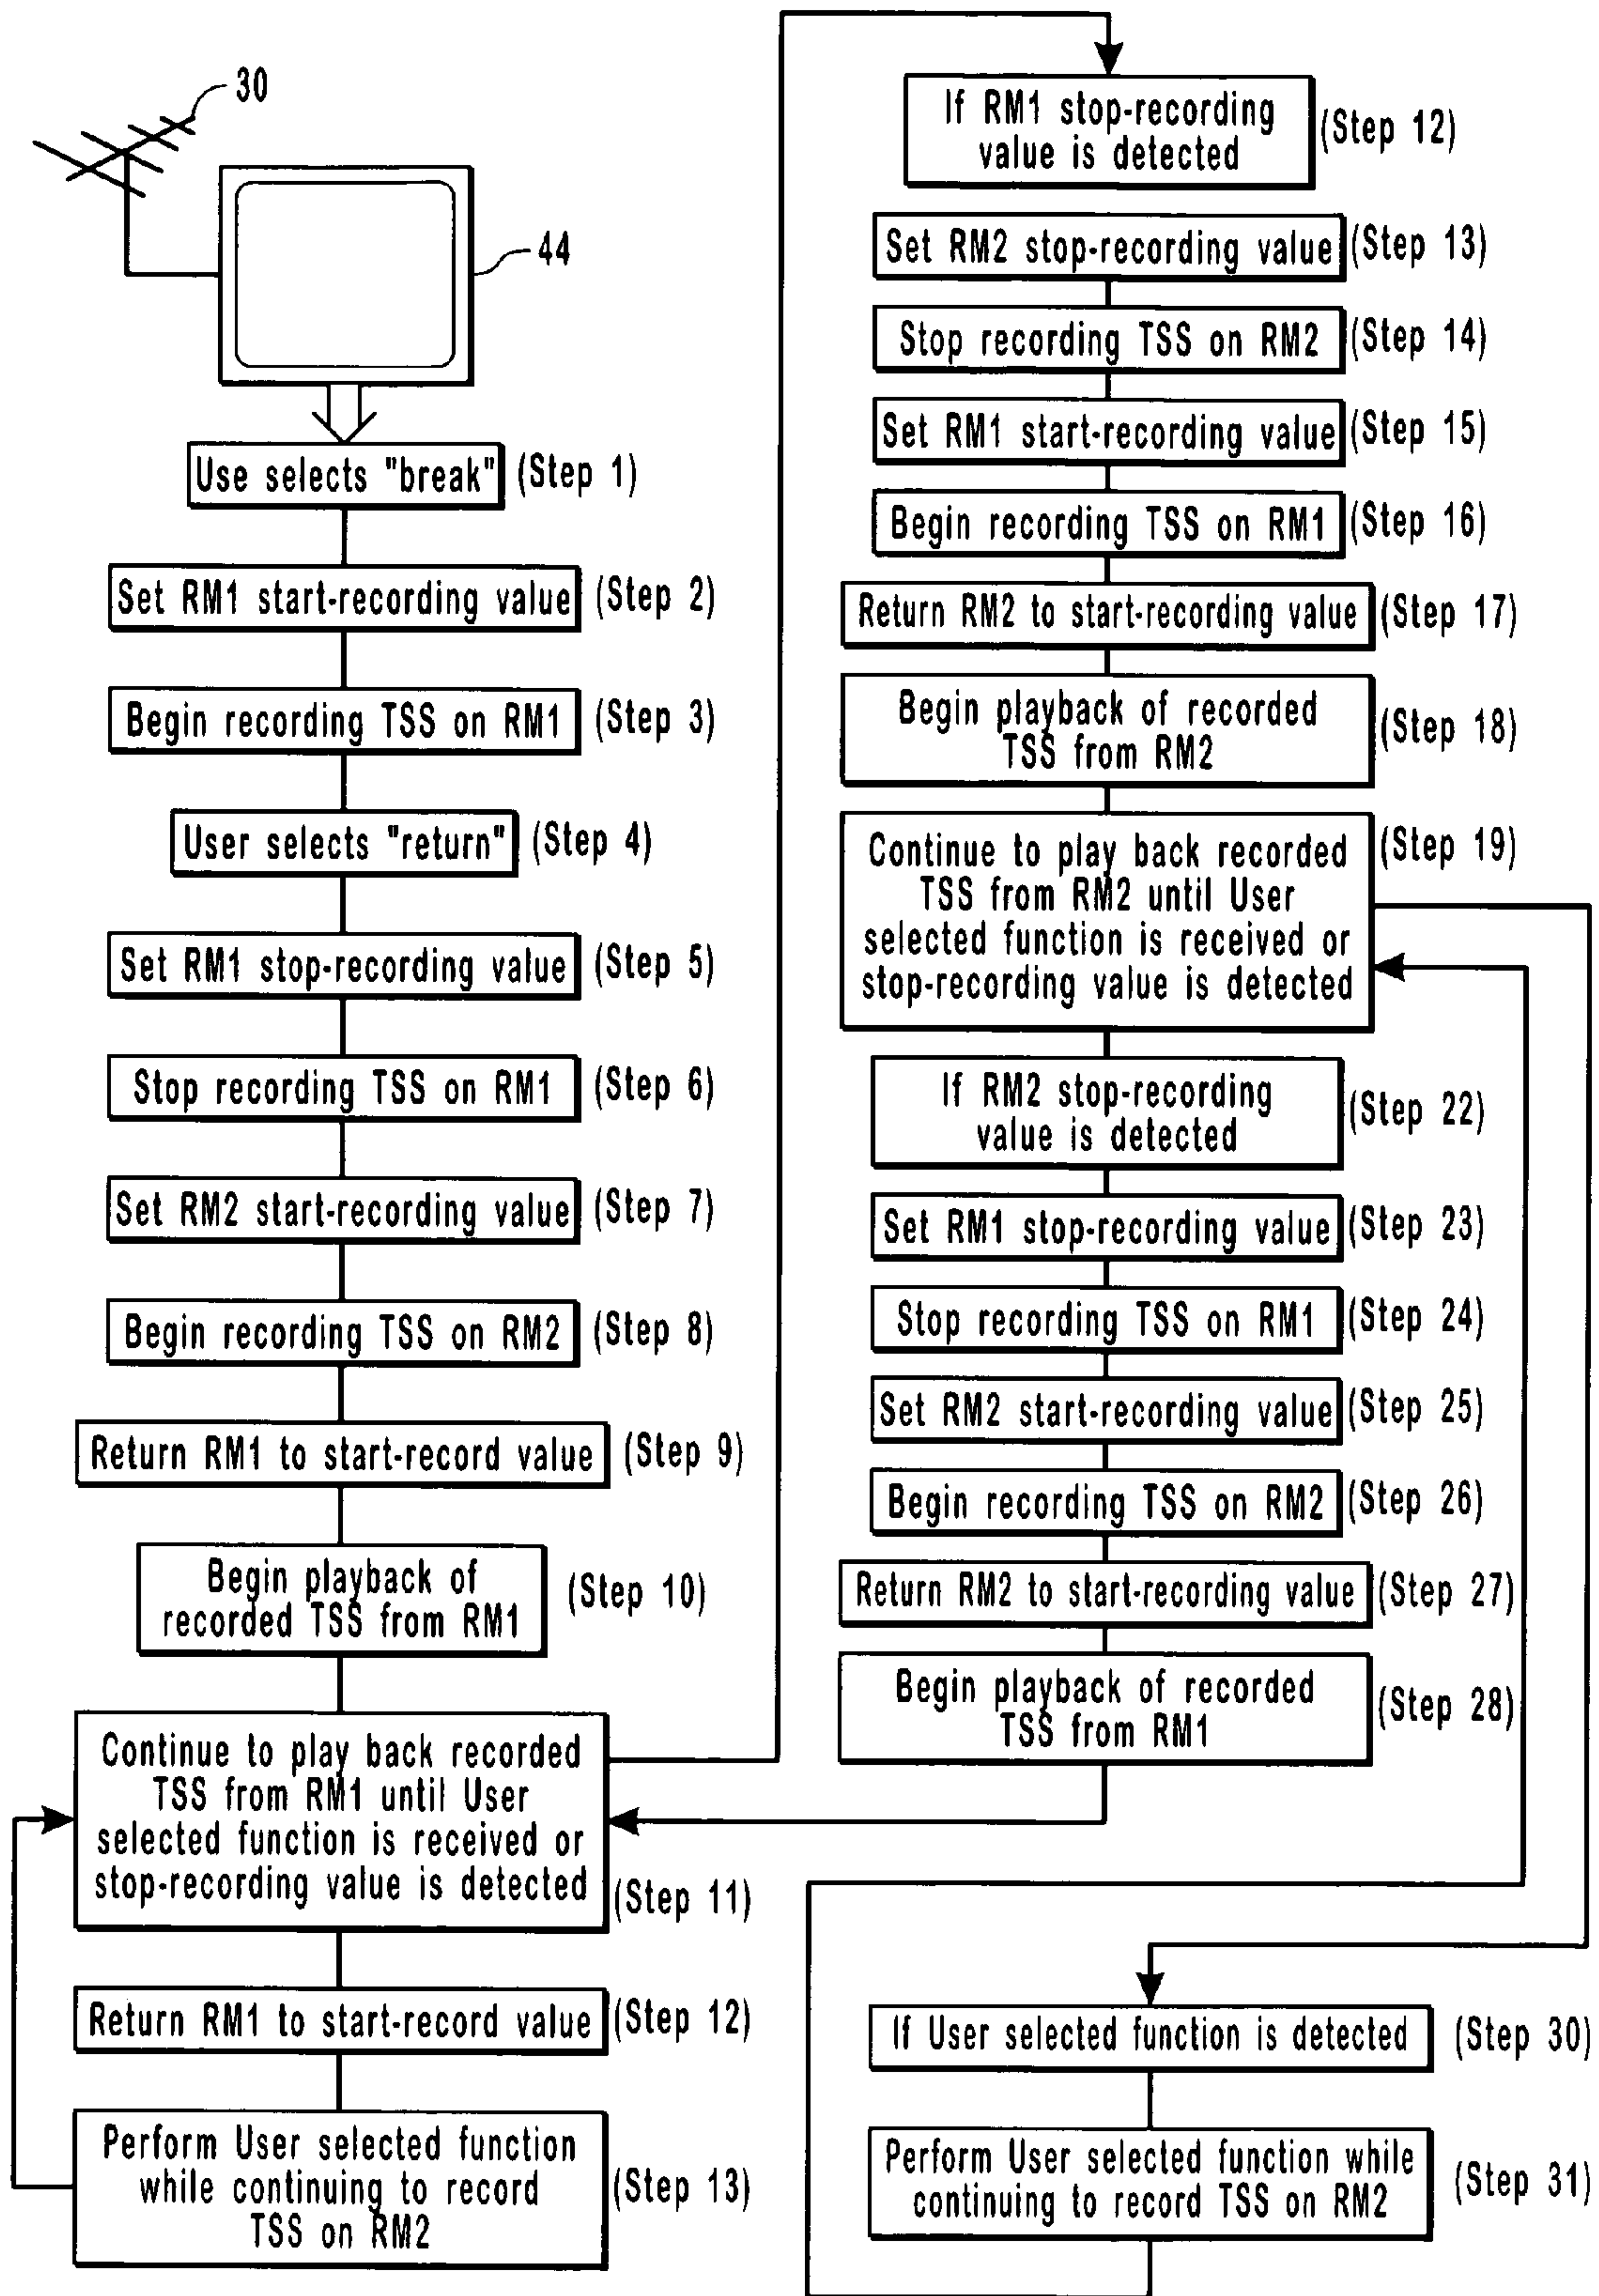 30
44
Use selects "break" (Step 1)
Set RM1 start-recording value (Step 2)
Begin recording TSS on RM1 (Step 3)
User selects "return" (Step 4)
Set RM1 stop-recording value (Step 5)
Stop recording TSS on RM1 (Step 6)
Set RM2 start-recording value (Step 7)
Begin recording TSS on RM2 (Step 8)
Return RM1 to start-record value (Step 9)
Begin playback of
recorded TSS from RM1
(Step 10)
Continue to play back recorded
TSS from RM1 until User
selected function is received or
stop-recording value is detected
(Step 11)
Return RM1 to start-record value (Step 12)
Perform User selected function
while continuing to record
TSS on RM2
(Step 13)
If RM1 stop-recording
value is detected
(Step 12)
Set RM2 stop-recording value (Step 13)
Stop recording TSS on RM2 (Step 14)
Set RM1 start-recording value (Step 15)
Begin recording TSS on RM1 (Step 16)
Return RM2 to start-recording value (Step 17)
Begin playback of recorded
TSS from RM2
(Step 18)
Continue to play back recorded
TSS from RM2 until User
selected function is received or
stop-recording value is detected
(Step 19)
If RM2 stop-recording
value is detected
(Step 22)
Set RM1 stop-recording value (Step 23)
Stop recording TSS on RM1 (Step 24)
Set RM2 start-recording value (Step 25)
Begin recording TSS on RM2 (Step 26)
Return RM2 to start-recording value (Step 27)
Begin playback of recorded
TSS from RM1
(Step 28)
If User selected function is detected (Step 30)
Perform User selected function while
continuing to record TSS on RM2
(Step 31)